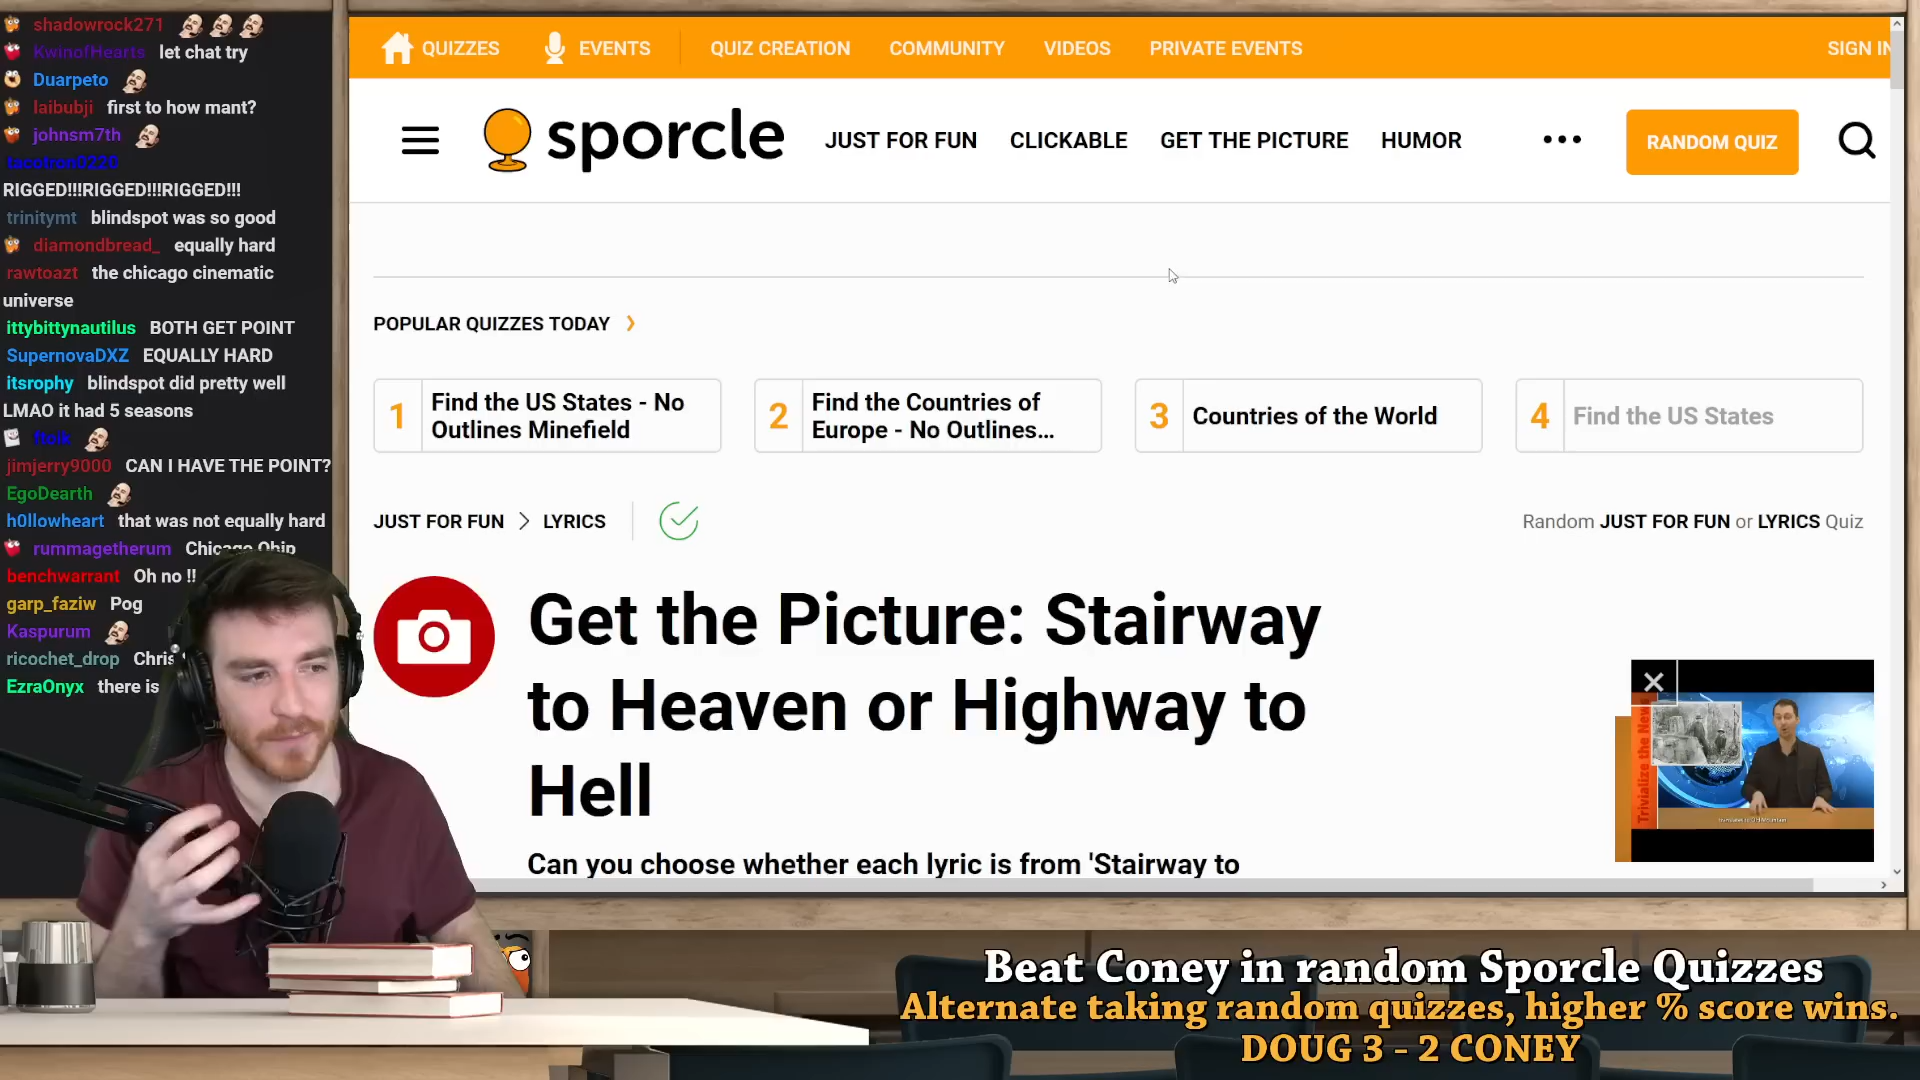 shadowrock271
KwinofHearts let chat try
Duarpeto
laibubji first to how mant?
johnsm7th
tacotron0220
RIGGED!!!RIGGED!!!RIGGED!!!
trinitymt blindspot was so good
diamondbread_ equally hard
rawtoazt the chicago cinematic
universe
ittybittynautilus BOTH GET POINT
SupernovaDXZ EQUALLY HARD
itsrophy blindspot did pretty well
LMAO it had 5 seasons
ftolk
jimjerry9000 CAN I HAVE THE POINT?
EgoDearth
h0llowheart that was not equally hard
rummagetherum Chicago Ohip
benchwarrant Oh no !!
garp_faziw Pog
Kaspurum
ricochet_drop Chris
EzraOnyx there is
QUIZZES EVENTS QUIZ CREATION COMMUNITY VIDEOS PRIVATE EVENTS SIGN IN
sporcle JUST FOR FUN CLICKABLE GET THE PICTURE HUMOR ••• RANDOM QUIZ
POPULAR QUIZZES TODAY
1 Find the US States - No
Outlines Minefield
2 Find the Countries of
Europe - No Outlines...
3 Countries of the World
4 Find the US States
JUST FOR FUN > LYRICS
Random JUST FOR FUN or LYRICS Quiz
Get the Picture: Stairway
to Heaven or Highway to
Hell
Can you choose whether each lyric is from 'Stairway to
Trivialize the News
Beat Coney in random Sporcle Quizzes
Alternate taking random quizzes, higher % score wins.
DOUG 3 - 2 CONEY